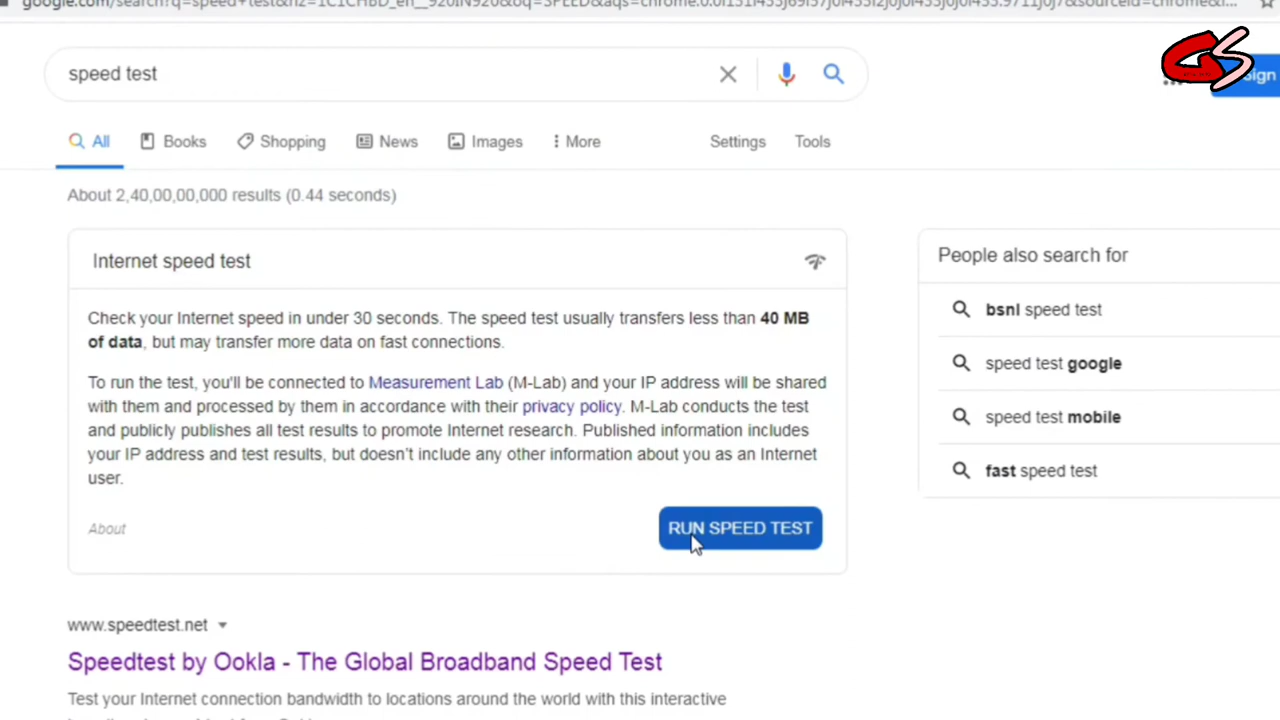 speed test
Sign
All
Books
Shopping
News
Images
More
Settings
Tools
About 2,40,00,00,000 results (0.44 seconds)
Internet speed test
Check your Internet speed in under 30 seconds. The speed test usually transfers less than 40 MB
of data, but may transfer more data on fast connections.
To run the test, you'll be connected to Measurement Lab (M-Lab) and your IP address will be shared
with them and processed by them in accordance with their privacy policy. M-Lab conducts the test
and publicly publishes all test results to promote Internet research. Published information includes
your IP address and test results, but doesn't include any other information about you as an Internet
user.
About
RUN SPEED TEST
People also search for
bsnl speed test
speed test google
speed test mobile
fast speed test
www.speedtest.net
Speedtest by Ookla - The Global Broadband Speed Test
Test your Internet connection bandwidth to locations around the world with this interactive
GS